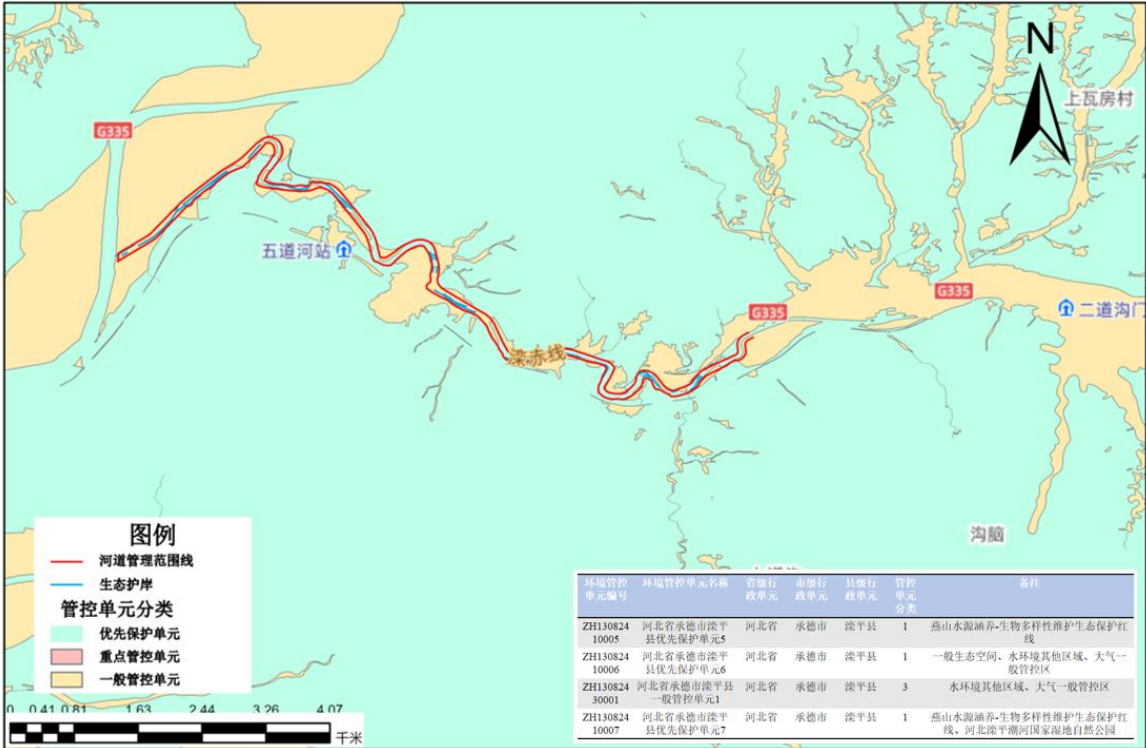 N
上瓦房村
G335
五道河站
G335
G335
二道沟门
滦赤线
沟脑
图例
河道管理范围线
生态护岸
管控单元分类
优先保护单元
重点管控单元
一般管控单元
0 0.41 0.81 1.63 2.44 3.26 4.07
千米
环境管控 环境管控单元名称 省级行 市级行 县级行 管控 备注
单元编号 政单元 政单元 政单元 单元
分类
ZH130824 河北省承德市滦平 河北省 承德市 滦平县 1 燕山水源涵养-生物多样性维护生态保护红
10005 县优先保护单元5 线
ZH130824 河北省承德市滦平 河北省 承德市 滦平县 1 一般生态空间、水环境其他区域、大气一
10006 县优先保护单元6 般管控区
ZH130824 河北省承德市滦平县 河北省 承德市 滦平县 3 水环境其他区域、大气一般管控区
30001 一般管控单元1
ZH130824 河北省承德市滦平 河北省 承德市 滦平县 1 燕山水源涵养-生物多样性维护生态保护红
10007 县优先保护单元7 线、河北滦平潮河国家湿地自然公园